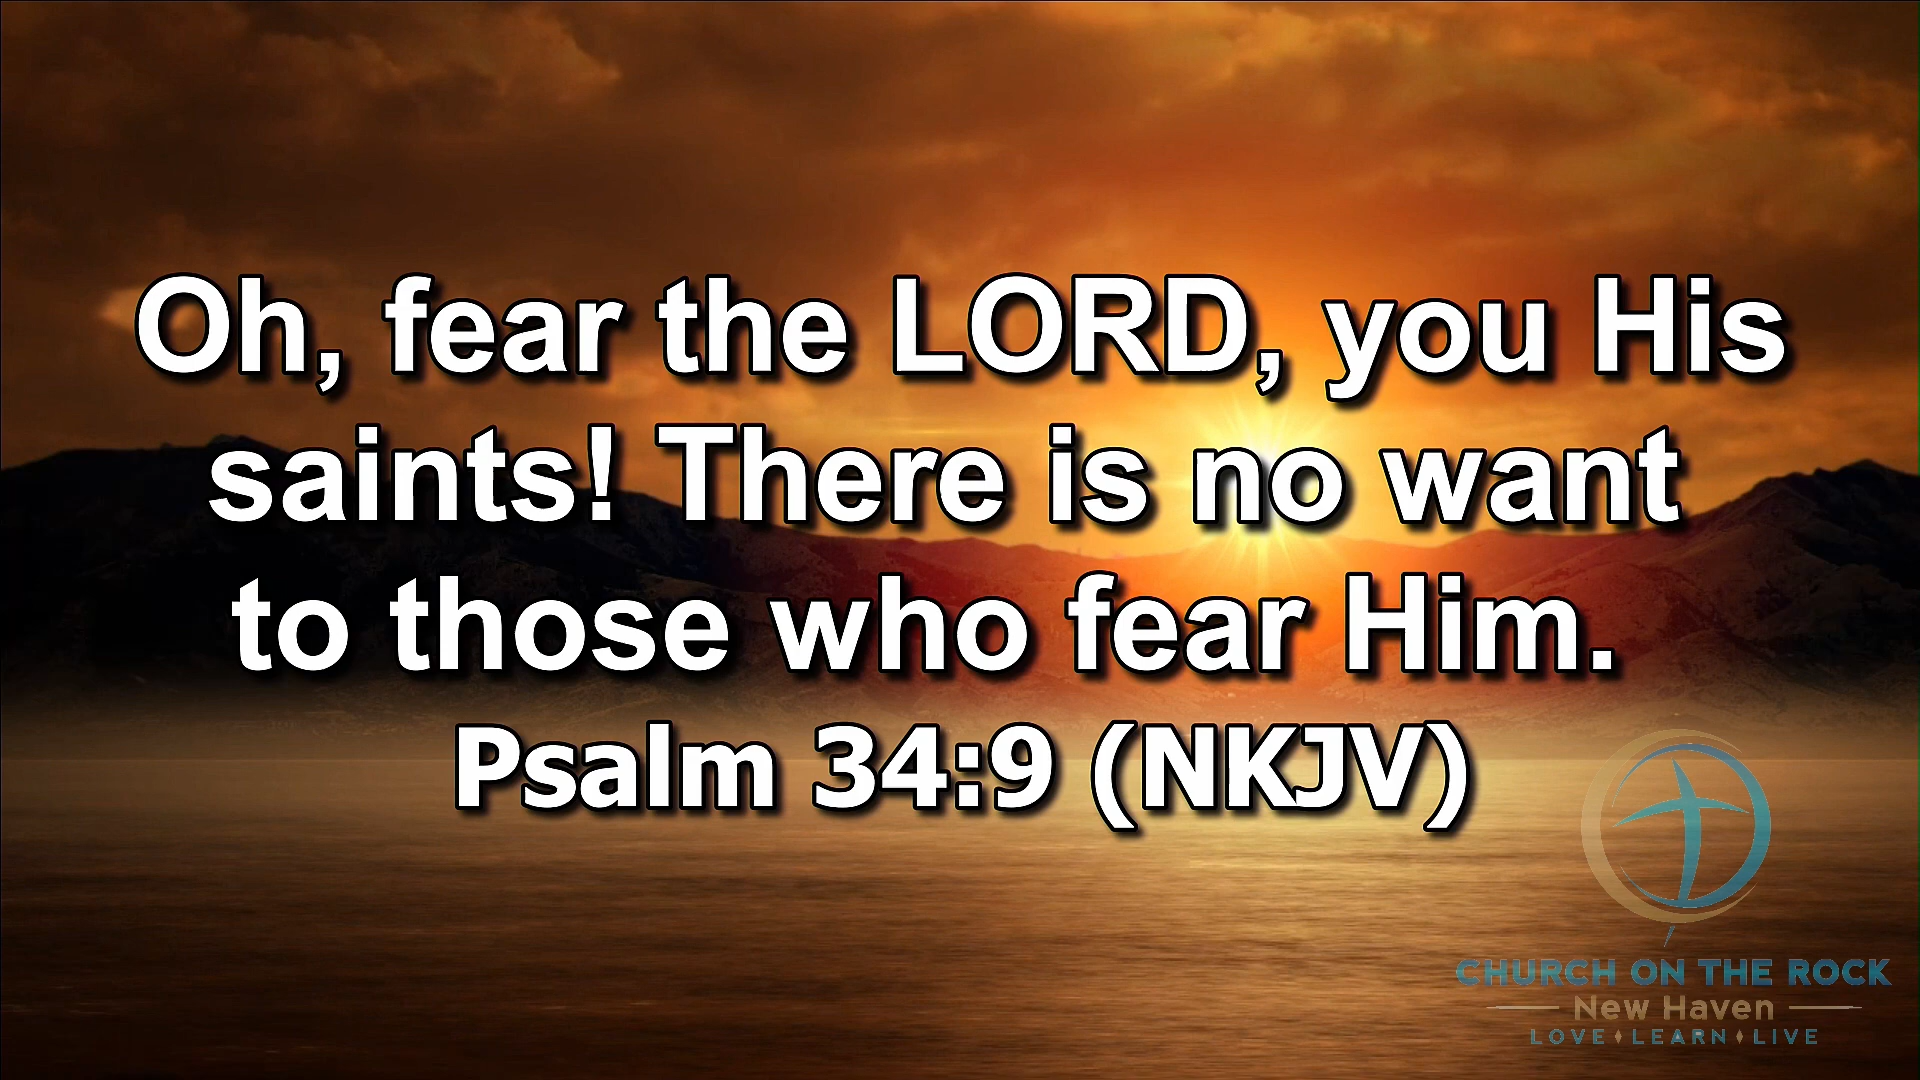 Oh, fear the LORD, you His
saints! There is no want
to those who fear Him.
Psalm 34:9 (NKJV)
CHURCH ON THE ROCK
New Haven
LOVE LEARN LIVE